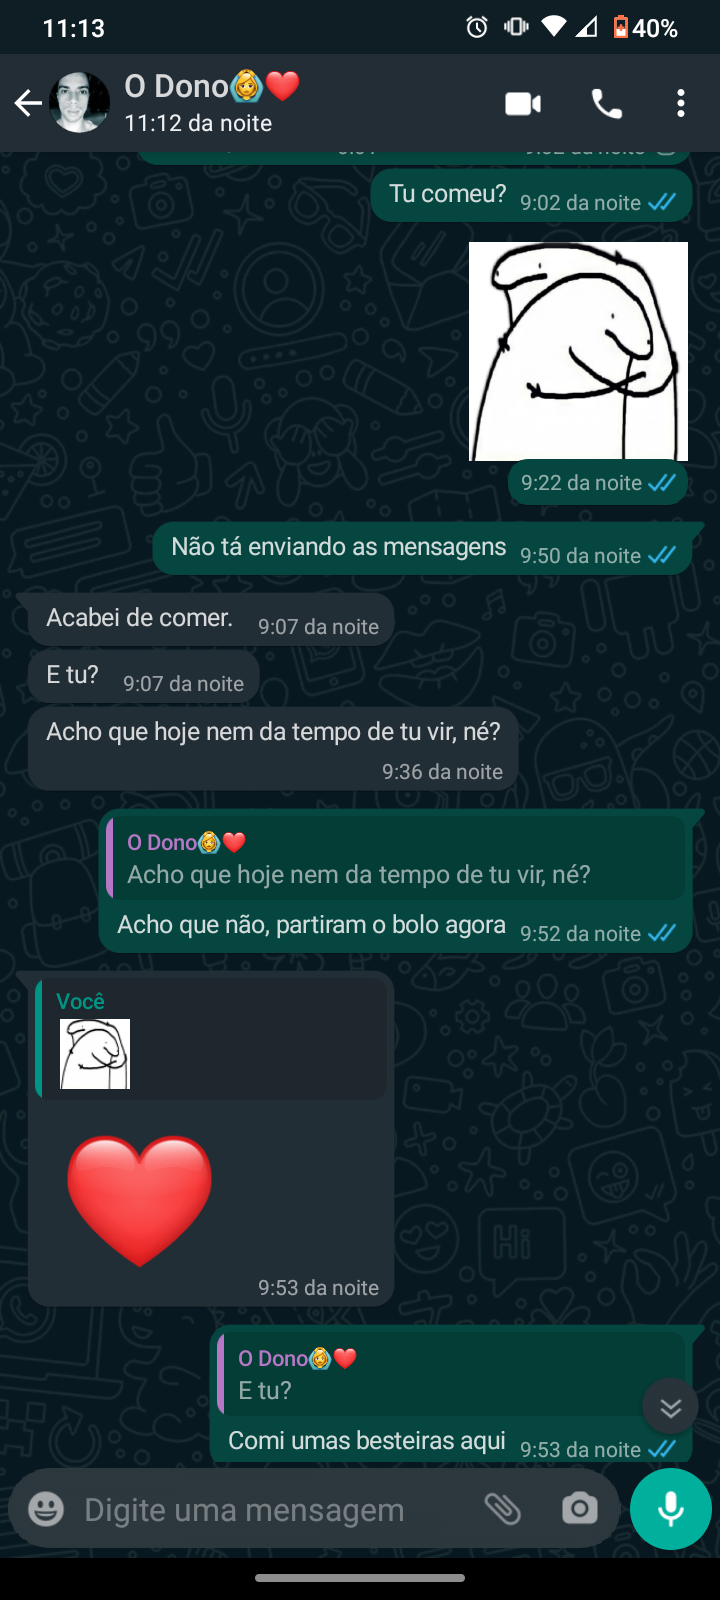 11:13
40%
O Dono👰❤️
11:12 da noite
Tu comeu?
9:02 da noite
9:22 da noite
Não tá enviando as mensagens
9:50 da noite
Acabei de comer.
9:07 da noite
E tu?
9:07 da noite
Acho que hoje nem da tempo de tu vir, né?
9:36 da noite
O Dono👰❤️
Acho que hoje nem da tempo de tu vir, né?
Acho que não, partiram o bolo agora
9:52 da noite
Você
9:53 da noite
O Dono👰❤️
E tu?
Comi umas besteiras aqui
9:53 da noite
Digite uma mensagem